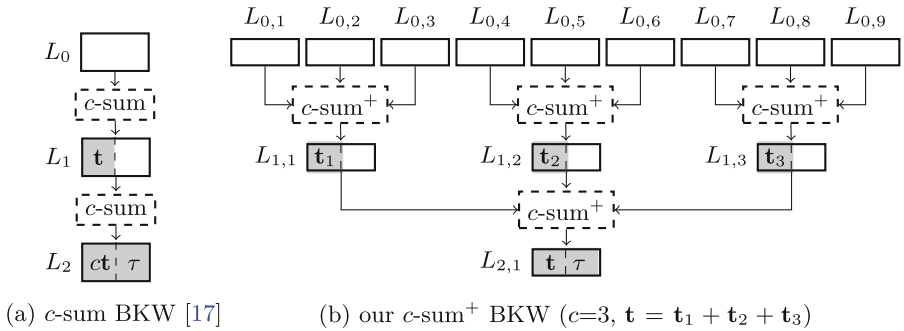 L₀,₁ L₀,₂ L₀,₃ L₀,₄ L₀,₅ L₀,₆ L₀,₇ L₀,₈ L₀,₉
L₀
c-sum
c-sum⁺ c-sum⁺ c-sum⁺
L₁ t
L₁,₁ t₁ L₁,₂ t₂ L₁,₃ t₃
c-sum
c-sum⁺
L₂ ct τ
L₂,₁ t τ
(a) c-sum BKW [17]
(b) our c-sum⁺ BKW (c=3, t = t₁ + t₂ + t₃)